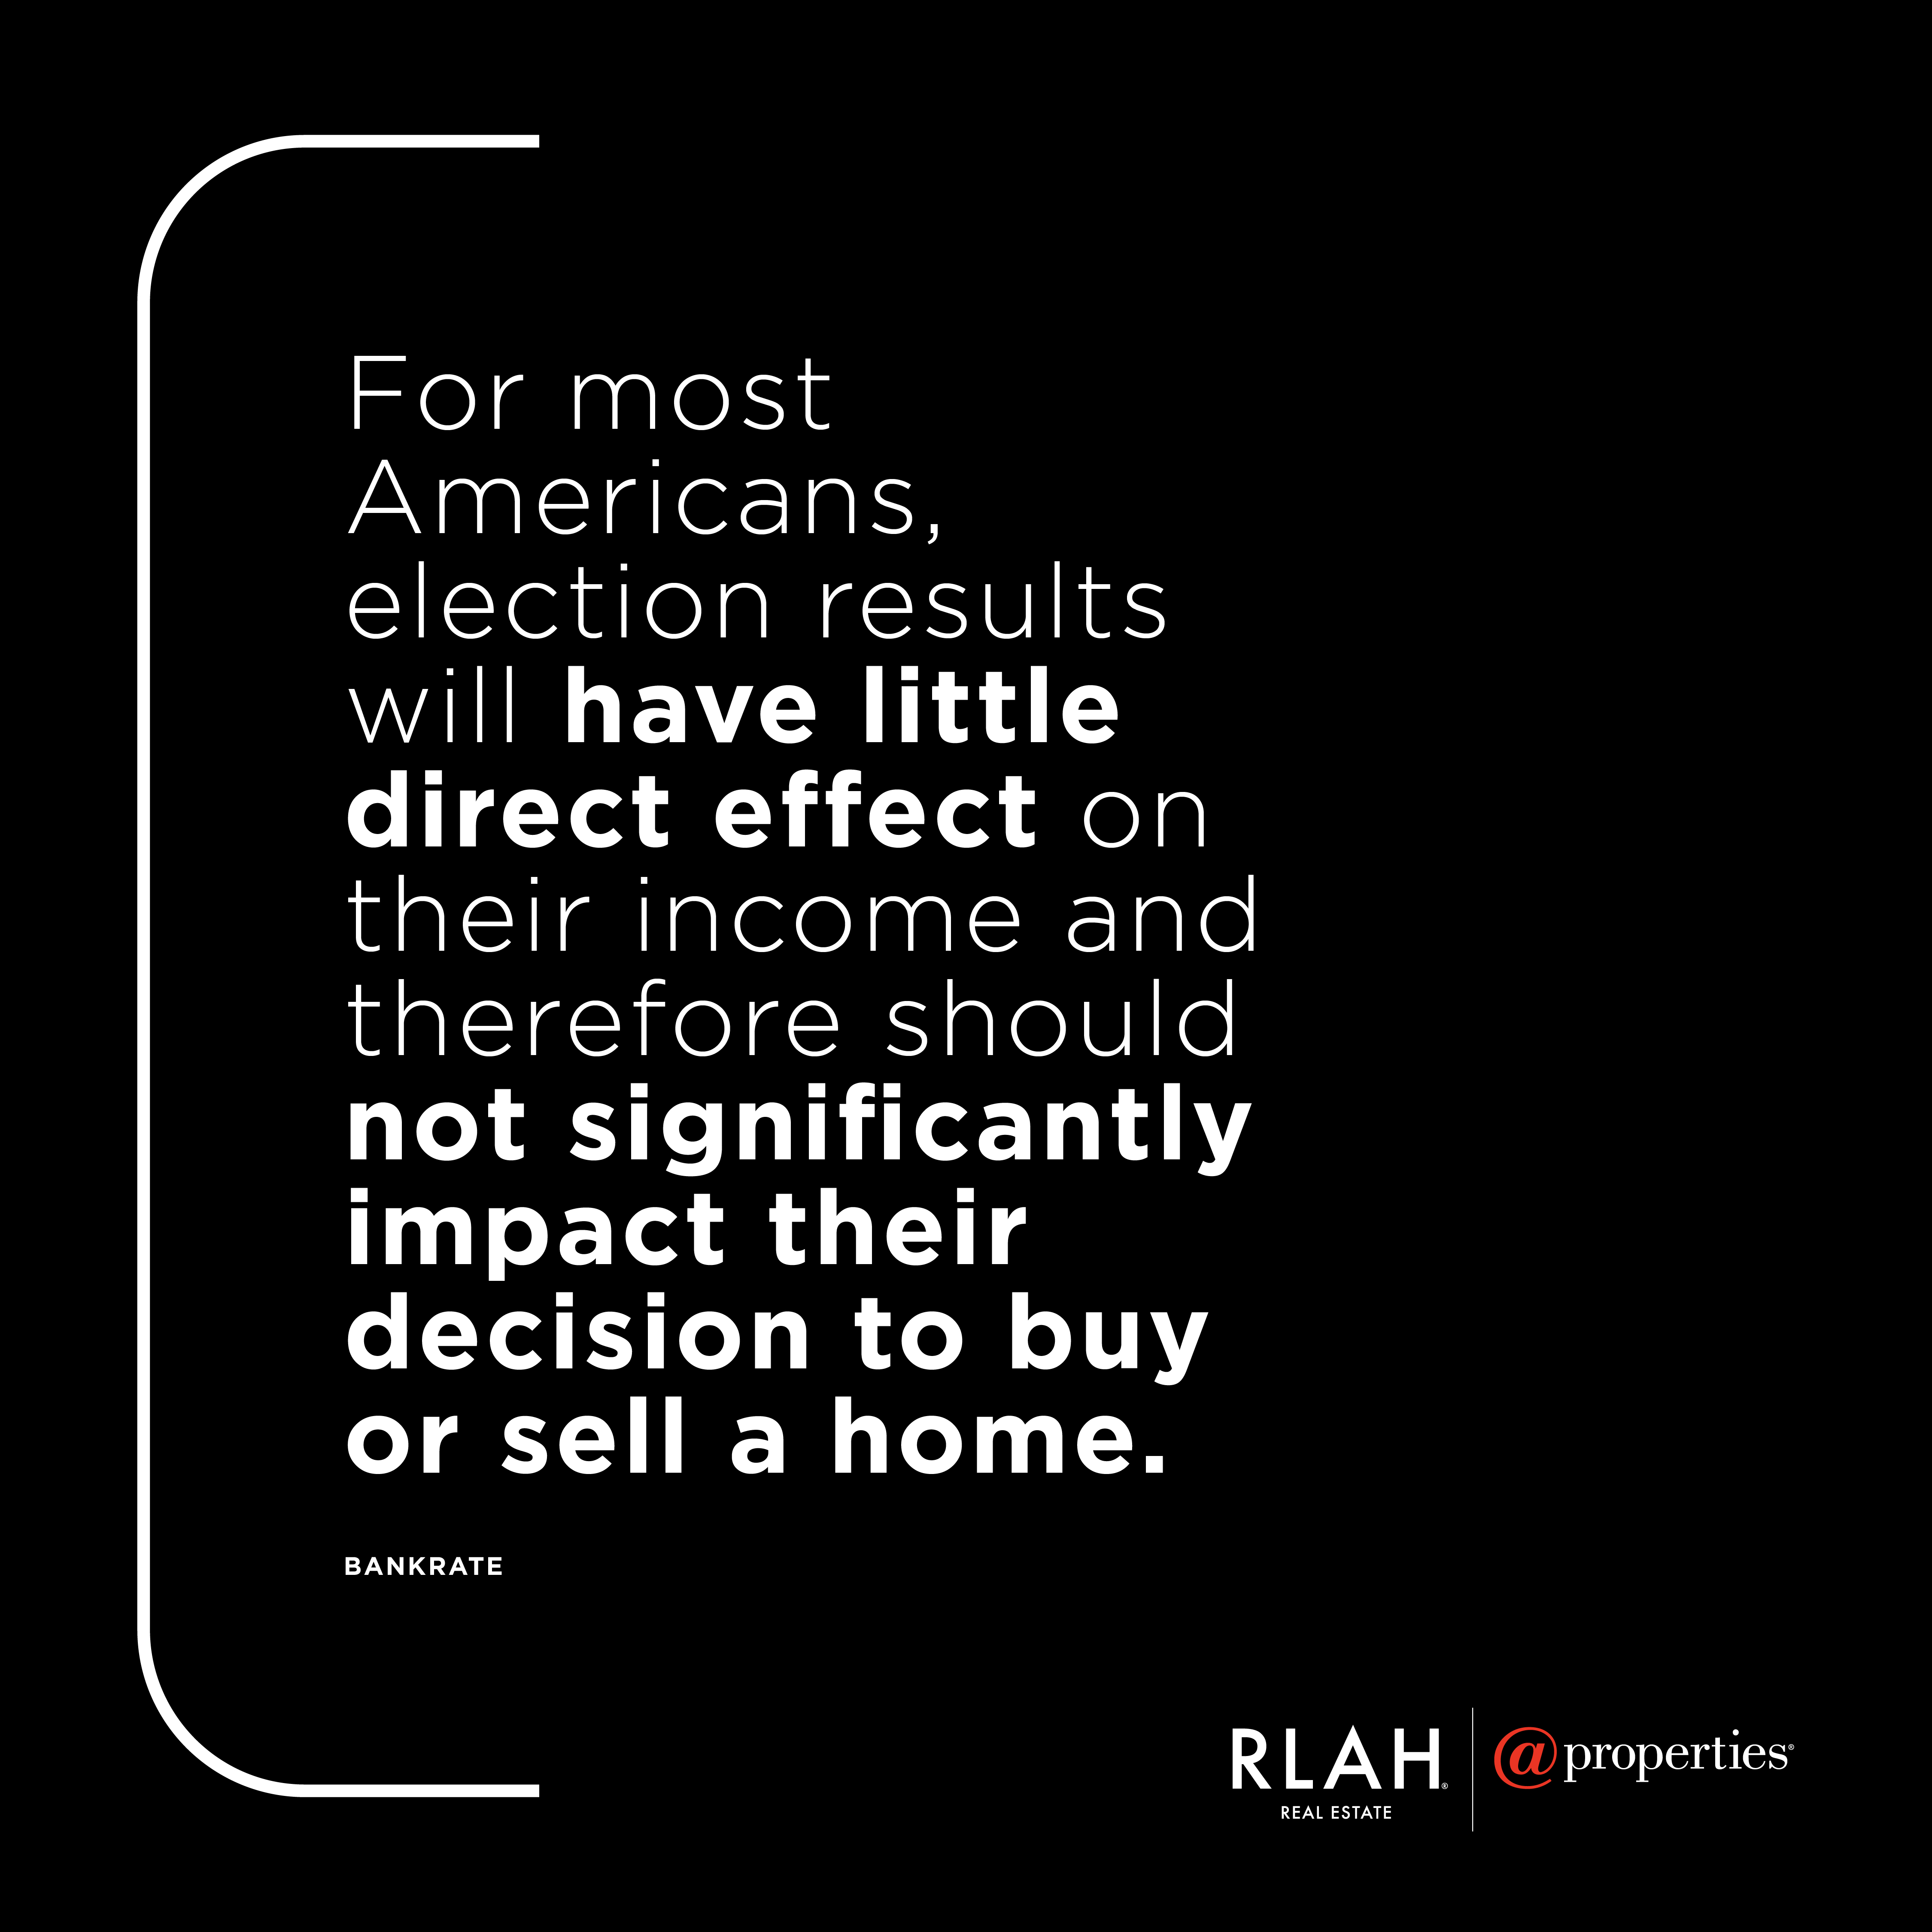 For most
Americans,
election results
will have little
direct effect on
their income and
therefore should
not significantly
impact their
decision to buy
or sell a home.
BANKRATE
RLAH®
REAL ESTATE
@properties®